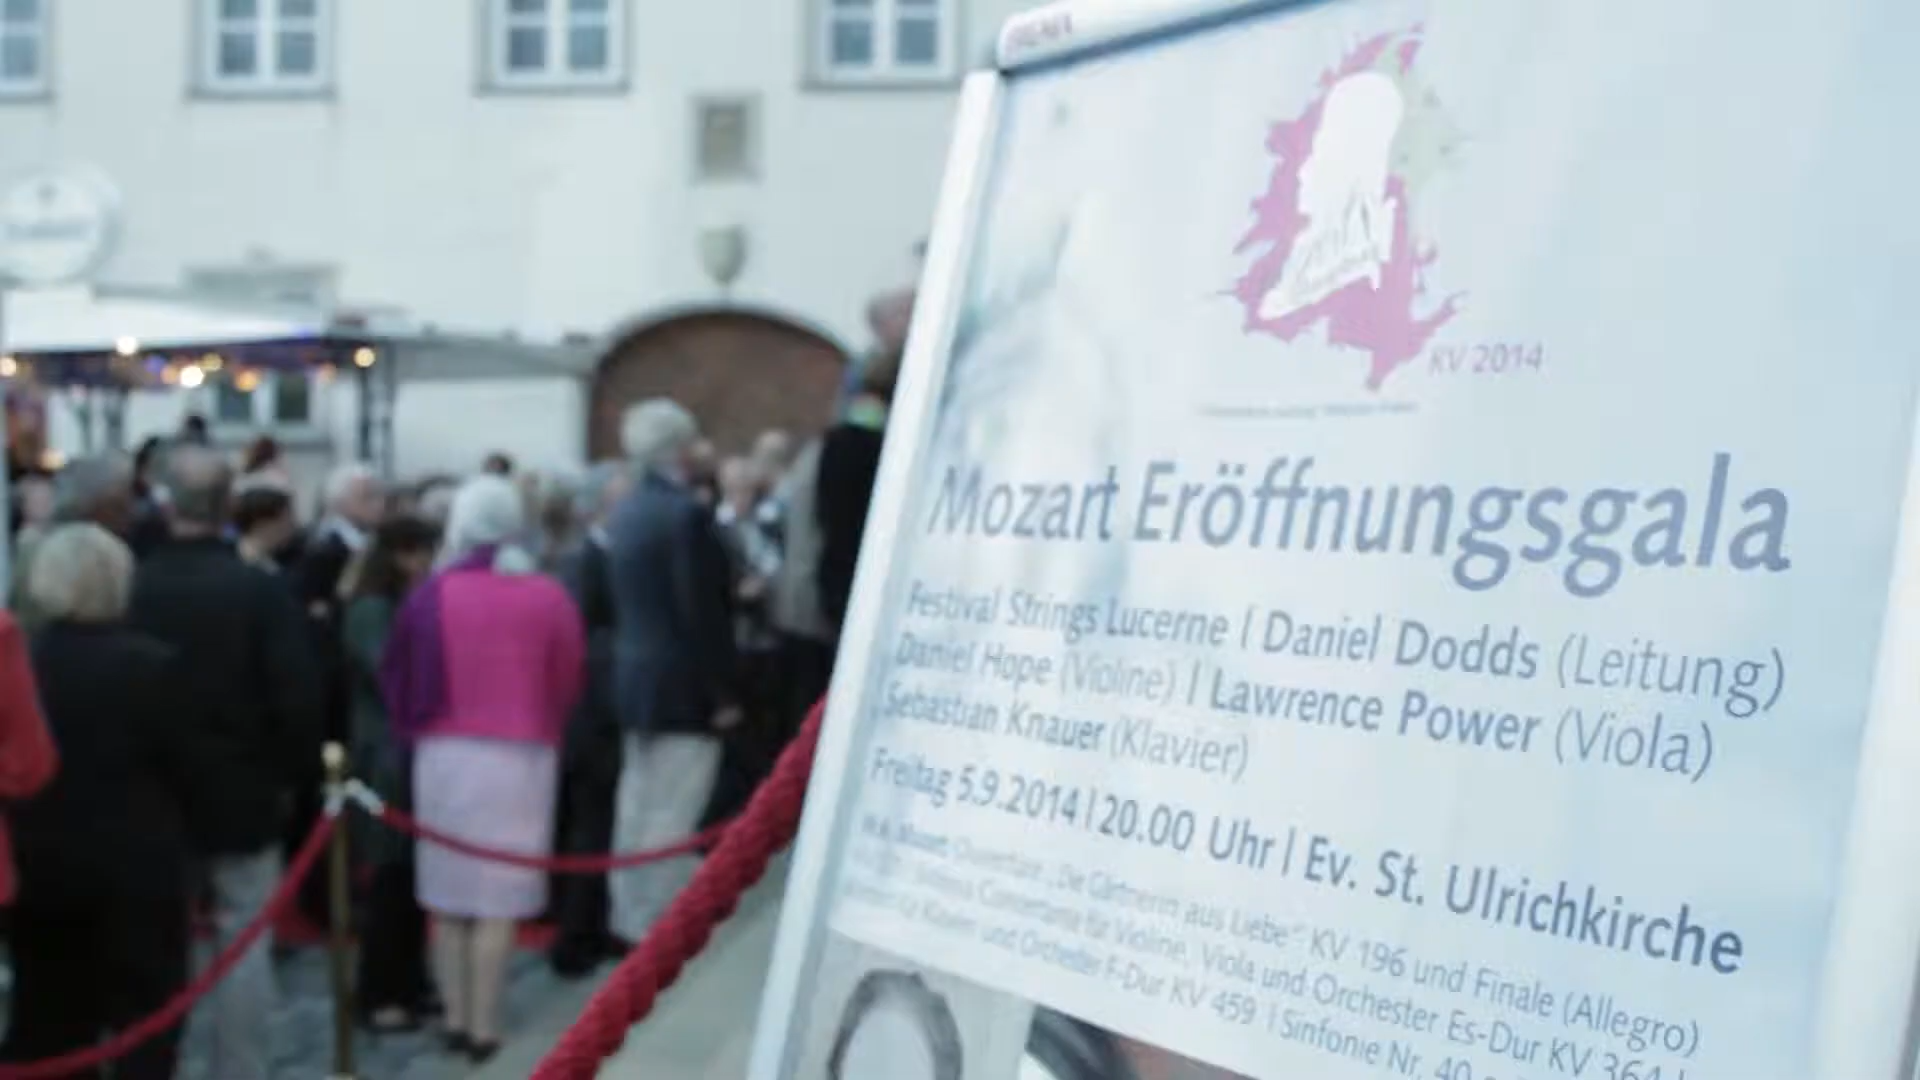 KV 2014
Mozart Eröffnungsgala
Festival Strings Lucerne | Daniel Dodds (Leitung)
Daniel Hope (Violine) | Lawrence Power (Viola)
Sebastian Knauer (Klavier)
Freitag 5.9.2014 | 20.00 Uhr | Ev. St. Ulrichkirche
W.A. Mozart: Ouvertüre „Die Gärtnerin aus Liebe“ KV 196 und Finale (Allegro)
Sinfonia Concertante für Violine, Viola und Orchester Es-Dur KV 364 |
Klavier und Orchester F-Dur KV 459 | Sinfonie Nr. 40